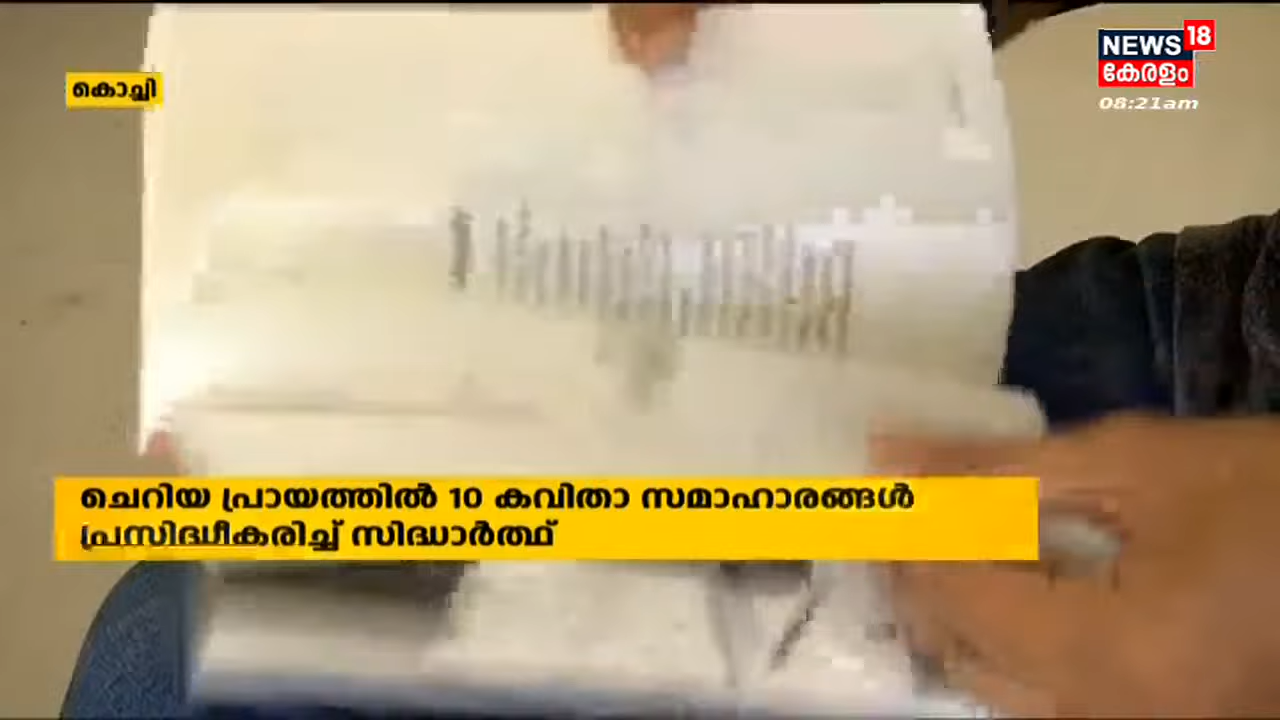 കൊച്ചി
NEWS 18
കേരളം
08:21am
ചെറിയ പ്രായത്തിൽ 10 കവിതാ സമാഹാരങ്ങൾ
പ്രസിദ്ധീകരിച്ച് സിദ്ധാർത്ഥ്